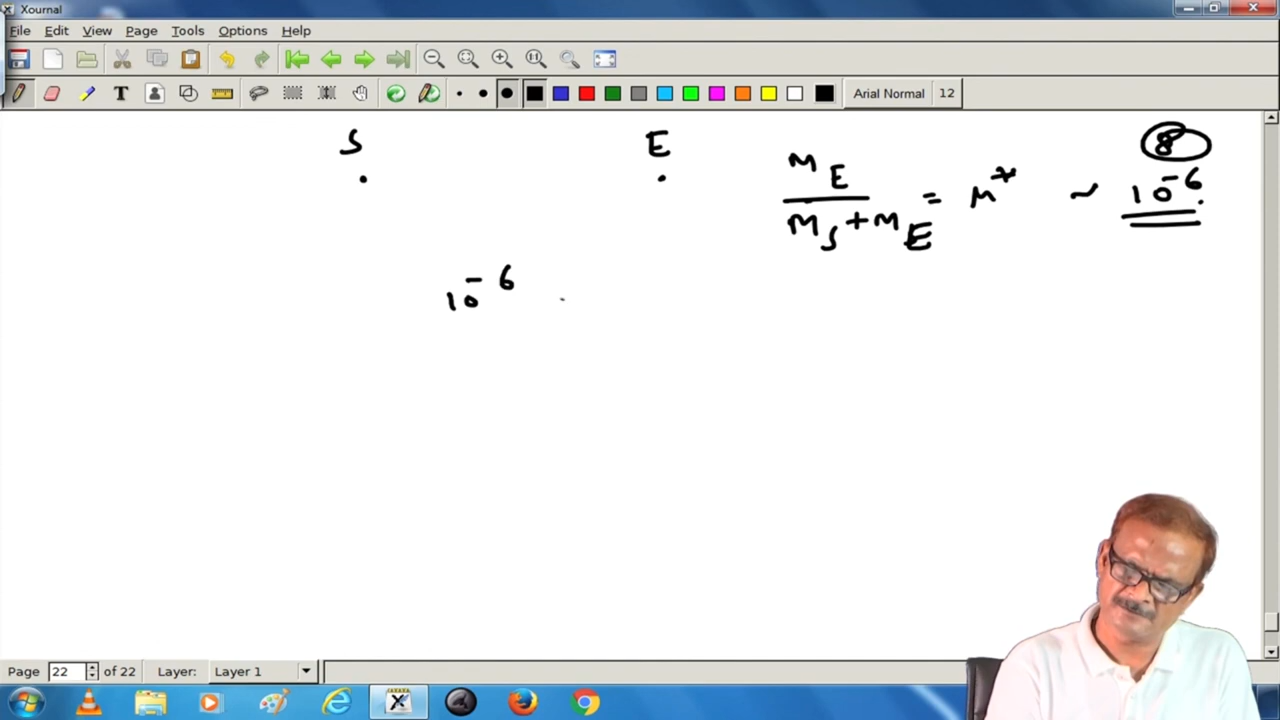 Xournal
File Edit View Page Tools Options Help
T Arial Normal 12
S E 8
M_E / (M_S + M_E) = μ* ~ 10^-6
10^-6
Page 22 of 22 Layer: Layer 1